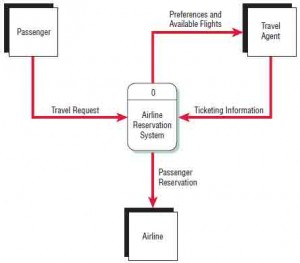 Preferences and
Available Flights
Passenger
Travel
Agent
0
Travel Request
Airline
Reservation
System
Ticketing Information
Passenger
Reservation
Airline